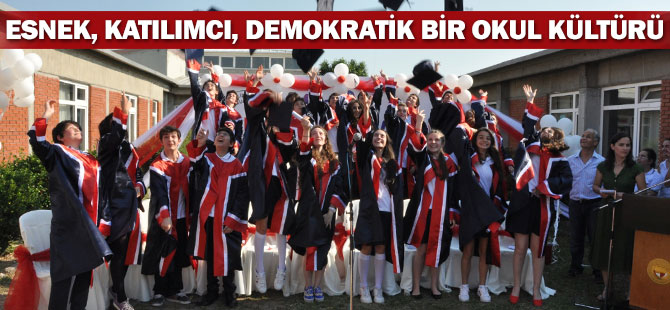 ESNEK, KATILIMCI, DEMOKRATİK BİR OKUL KÜLTÜRÜ